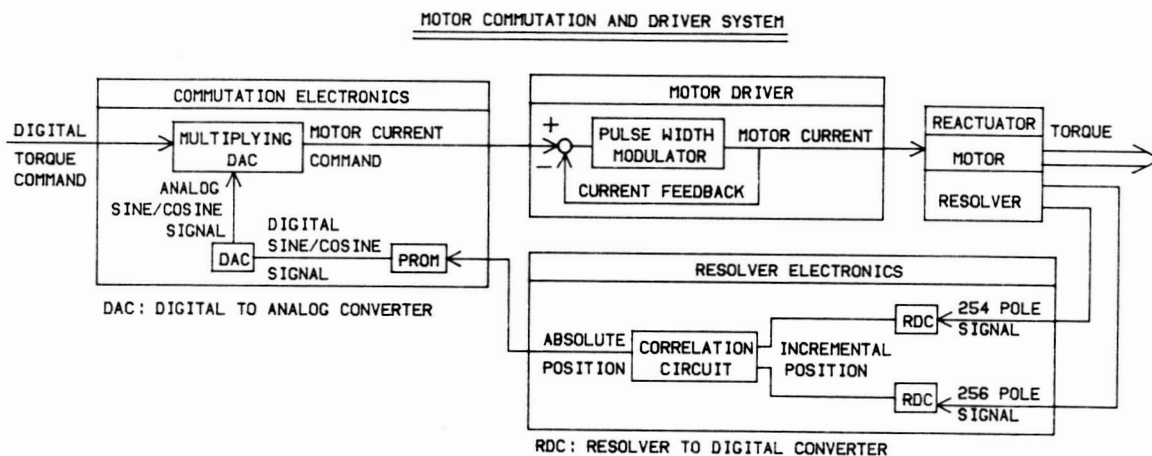 MOTOR COMMUTATION AND DRIVER SYSTEM
COMMUTATION ELECTRONICS
DIGITAL
TORQUE
COMMAND
MULTIPLYING
DAC
MOTOR CURRENT
COMMAND
ANALOG
SINE/COSINE
SIGNAL
DAC
DIGITAL
SINE/COSINE
SIGNAL
PROM
DAC: DIGITAL TO ANALOG CONVERTER
MOTOR DRIVER
+
−
PULSE WIDTH
MODULATOR
MOTOR CURRENT
CURRENT FEEDBACK
REACTUATOR
MOTOR
RESOLVER
TORQUE
RESOLVER ELECTRONICS
ABSOLUTE
POSITION
CORRELATION
CIRCUIT
INCREMENTAL
POSITION
RDC
254 POLE
SIGNAL
RDC
256 POLE
SIGNAL
RDC: RESOLVER TO DIGITAL CONVERTER